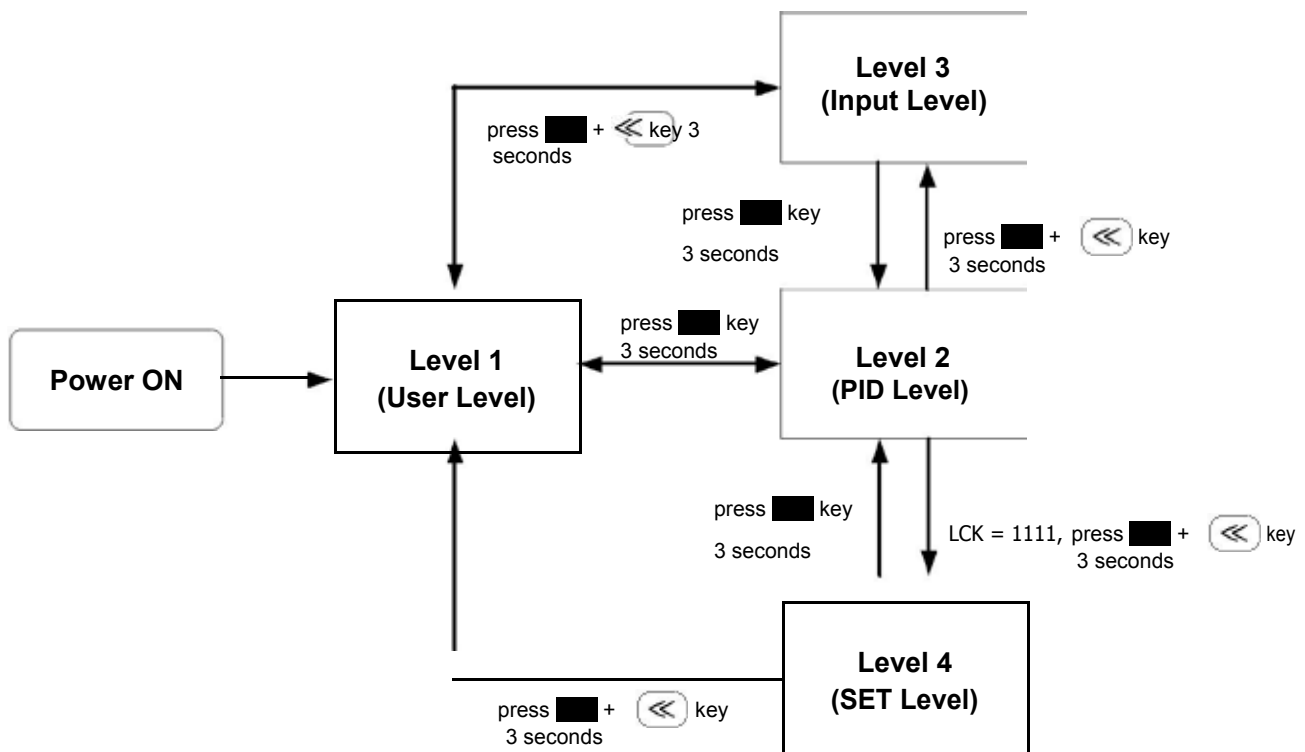 Level 3
(Input Level)
press + ≪ key 3
seconds
press key
3 seconds
press + ≪ key
3 seconds
Power ON
Level 1
(User Level)
press key
3 seconds
Level 2
(PID Level)
press key
3 seconds
LCK = 1111, press + ≪ key
3 seconds
Level 4
(SET Level)
press + ≪ key
3 seconds